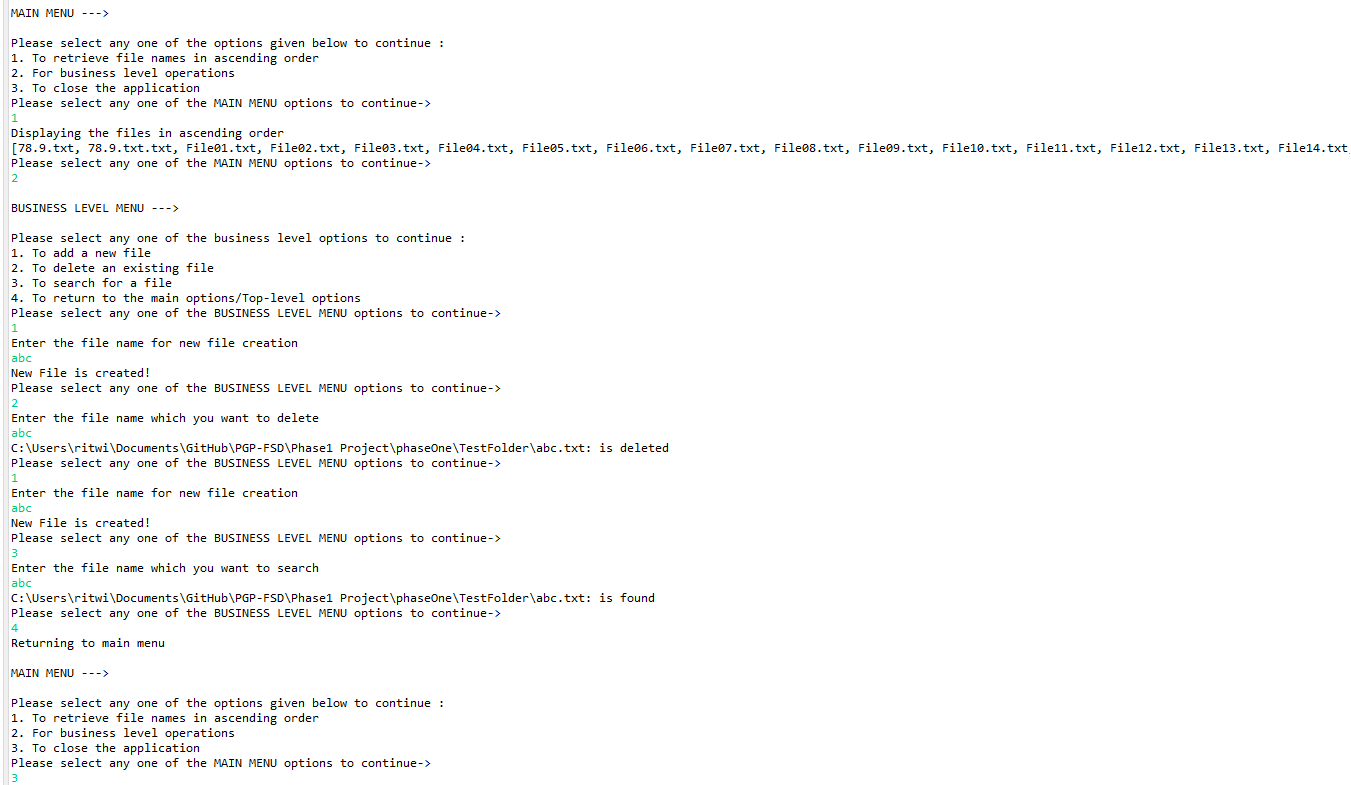 MAIN MENU --->
Please select any one of the options given below to continue :
1. To retrieve file names in ascending order
2. For business level operations
3. To close the application
Please select any one of the MAIN MENU options to continue->
1
Displaying the files in ascending order
[78.9.txt, 78.9.txt.txt, File01.txt, File02.txt, File03.txt, File04.txt, File05.txt, File06.txt, File07.txt, File08.txt, File09.txt, File10.txt, File11.txt, File12.txt, File13.txt, File14.txt
Please select any one of the MAIN MENU options to continue->
2
BUSINESS LEVEL MENU --->
Please select any one of the business level options to continue :
1. To add a new file
2. To delete an existing file
3. To search for a file
4. To return to the main options/Top-level options
Please select any one of the BUSINESS LEVEL MENU options to continue->
1
Enter the file name for new file creation
abc
New File is created!
Please select any one of the BUSINESS LEVEL MENU options to continue->
2
Enter the file name which you want to delete
abc
C:\Users\ritwi\Documents\GitHub\PGP-FSD\Phase1 Project\phaseOne\TestFolder\abc.txt: is deleted
Please select any one of the BUSINESS LEVEL MENU options to continue->
1
Enter the file name for new file creation
abc
New File is created!
Please select any one of the BUSINESS LEVEL MENU options to continue->
3
Enter the file name which you want to search
abc
C:\Users\ritwi\Documents\GitHub\PGP-FSD\Phase1 Project\phaseOne\TestFolder\abc.txt: is found
Please select any one of the BUSINESS LEVEL MENU options to continue->
4
Returning to main menu
MAIN MENU --->
Please select any one of the options given below to continue :
1. To retrieve file names in ascending order
2. For business level operations
3. To close the application
Please select any one of the MAIN MENU options to continue->
3